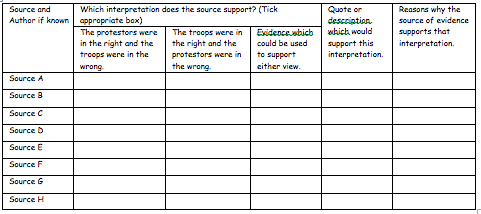 Source and
Author if known
Which interpretation does the source support? (Tick
appropriate box)
Quote or
description
which would
support this
interpretation.
Reasons why the
source of evidence
supports that
interpretation.
The protestors were
in the right and the
troops were in the
wrong.
The troops were in
the right and the
protestors were in
the wrong.
Evidence which
could be used
to support
either view.
Source A
Source B
Source C
Source D
Source E
Source F
Source G
Source H